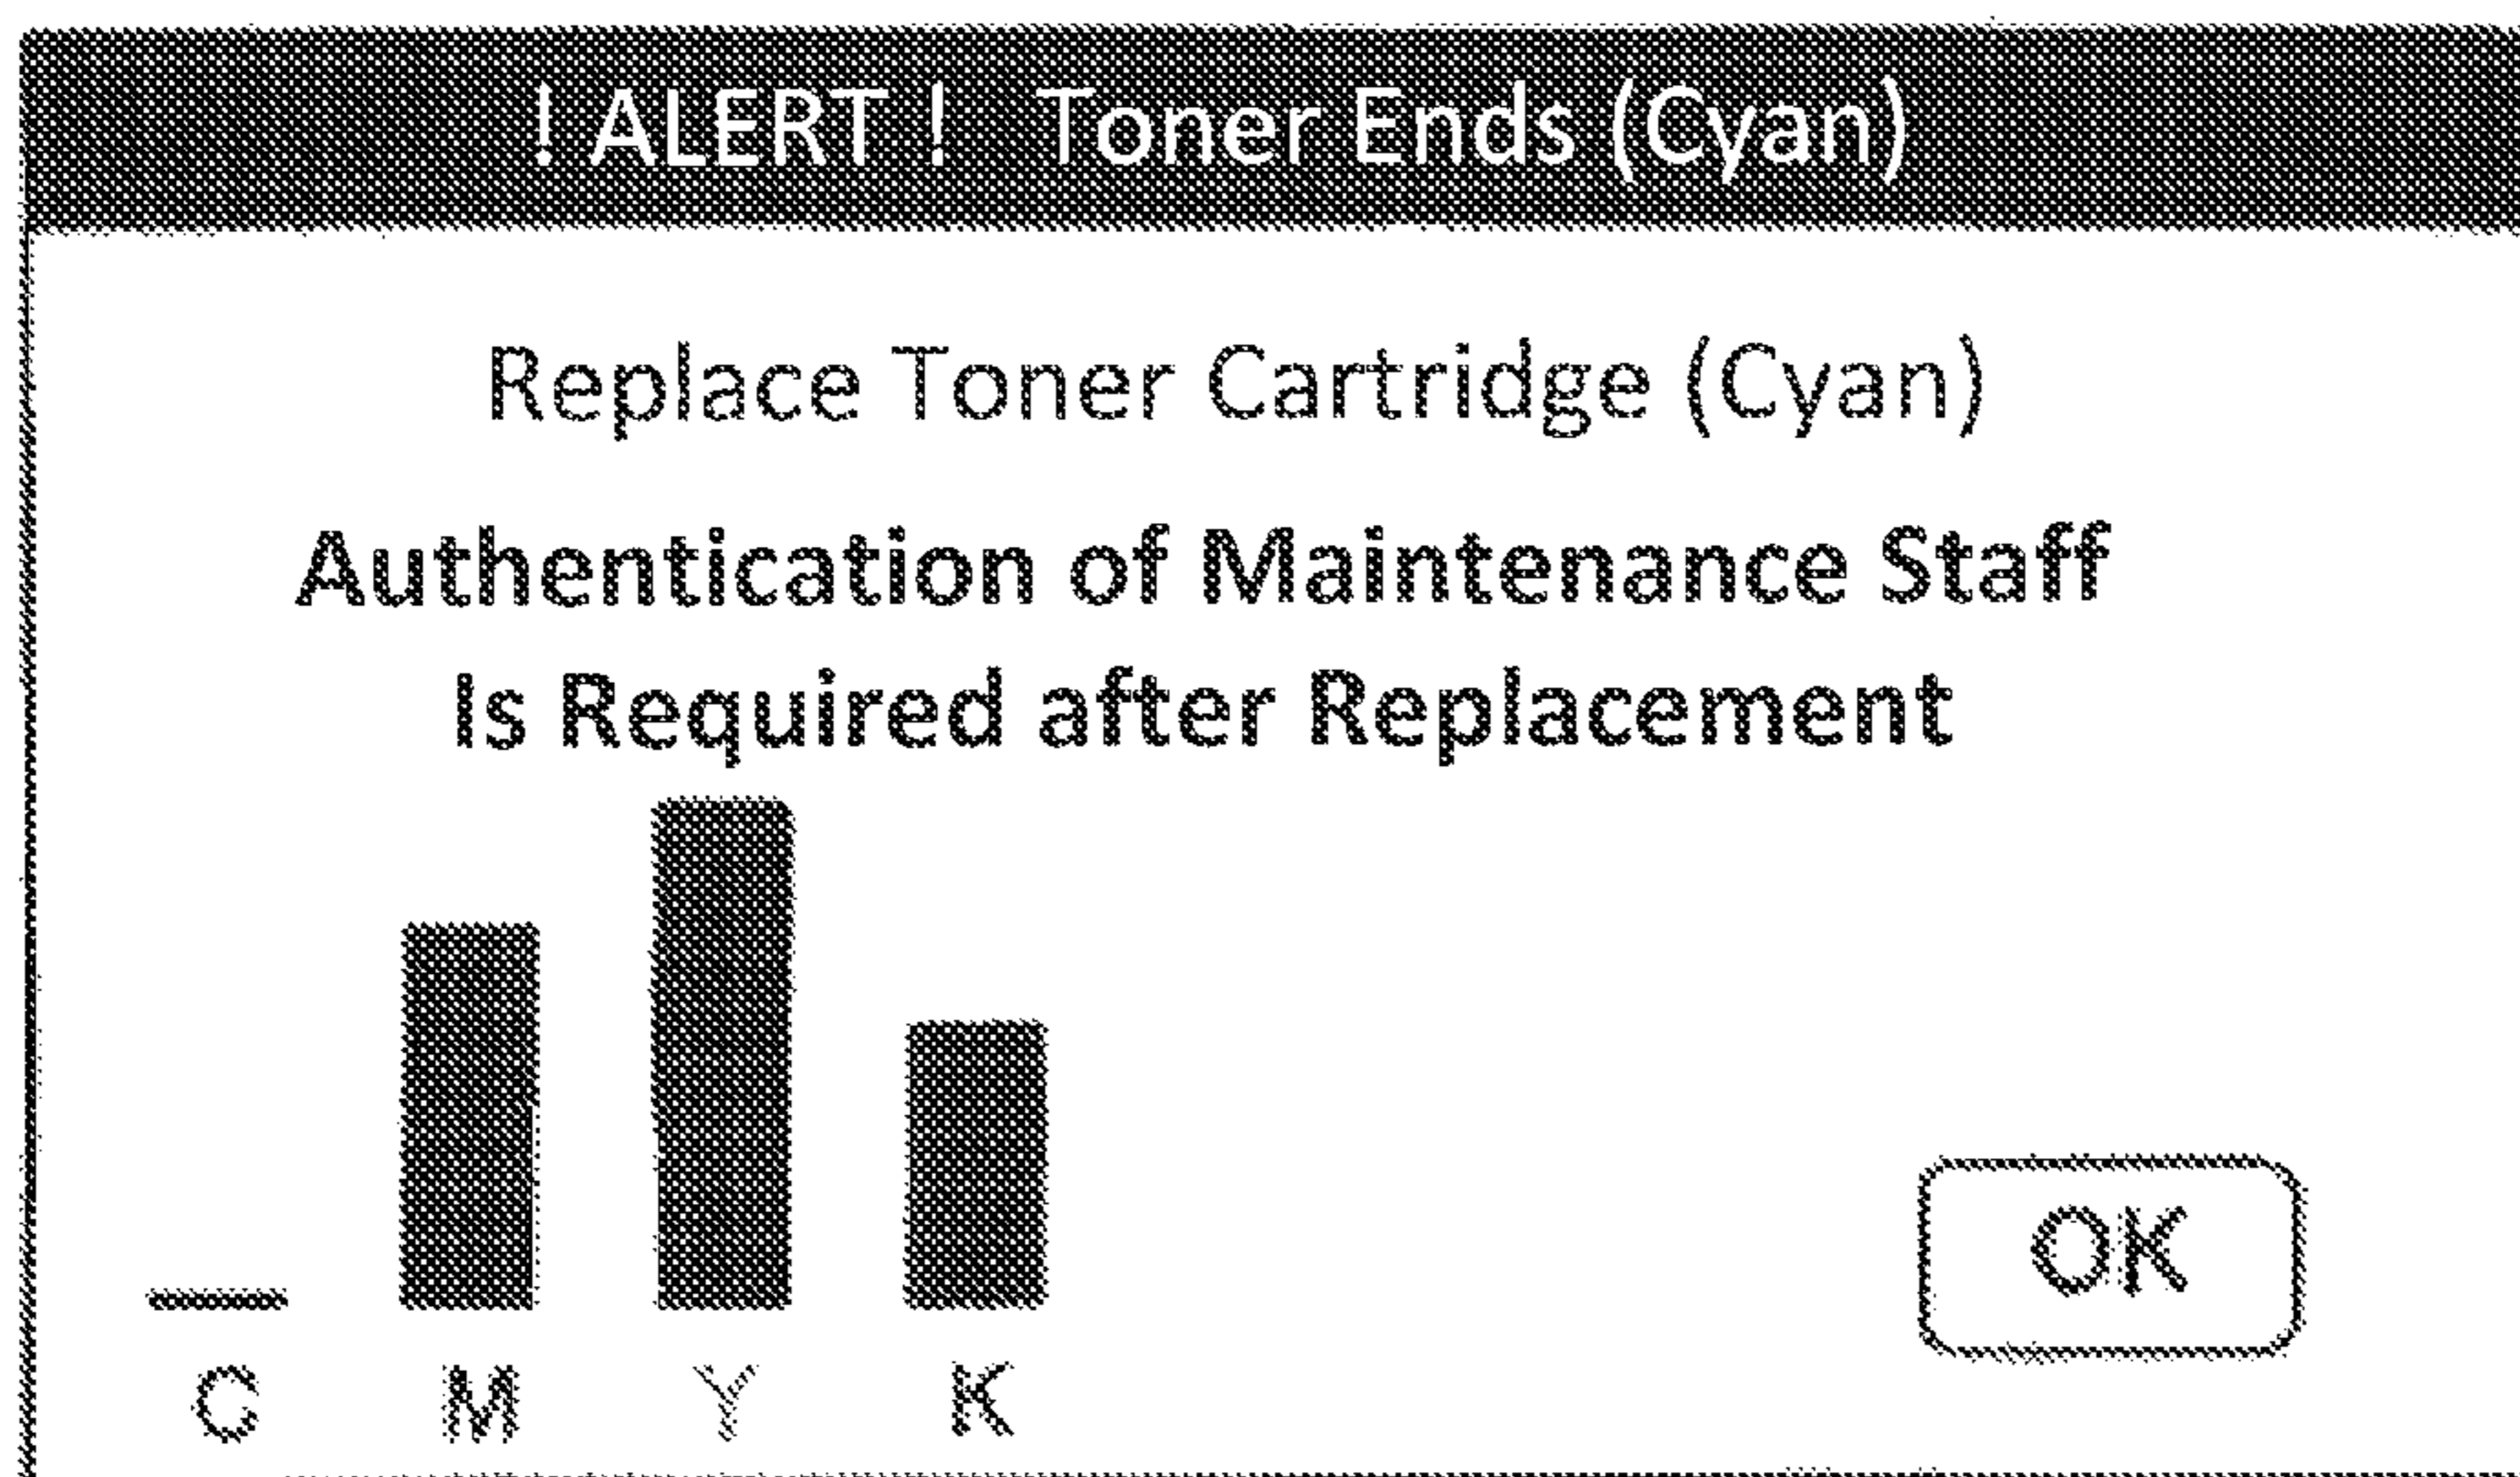 ! ALERT ! Toner Ends (Cyan)
Replace Toner Cartridge (Cyan)
Authentication of Maintenance Staff
Is Required after Replacement
OK
C M Y K